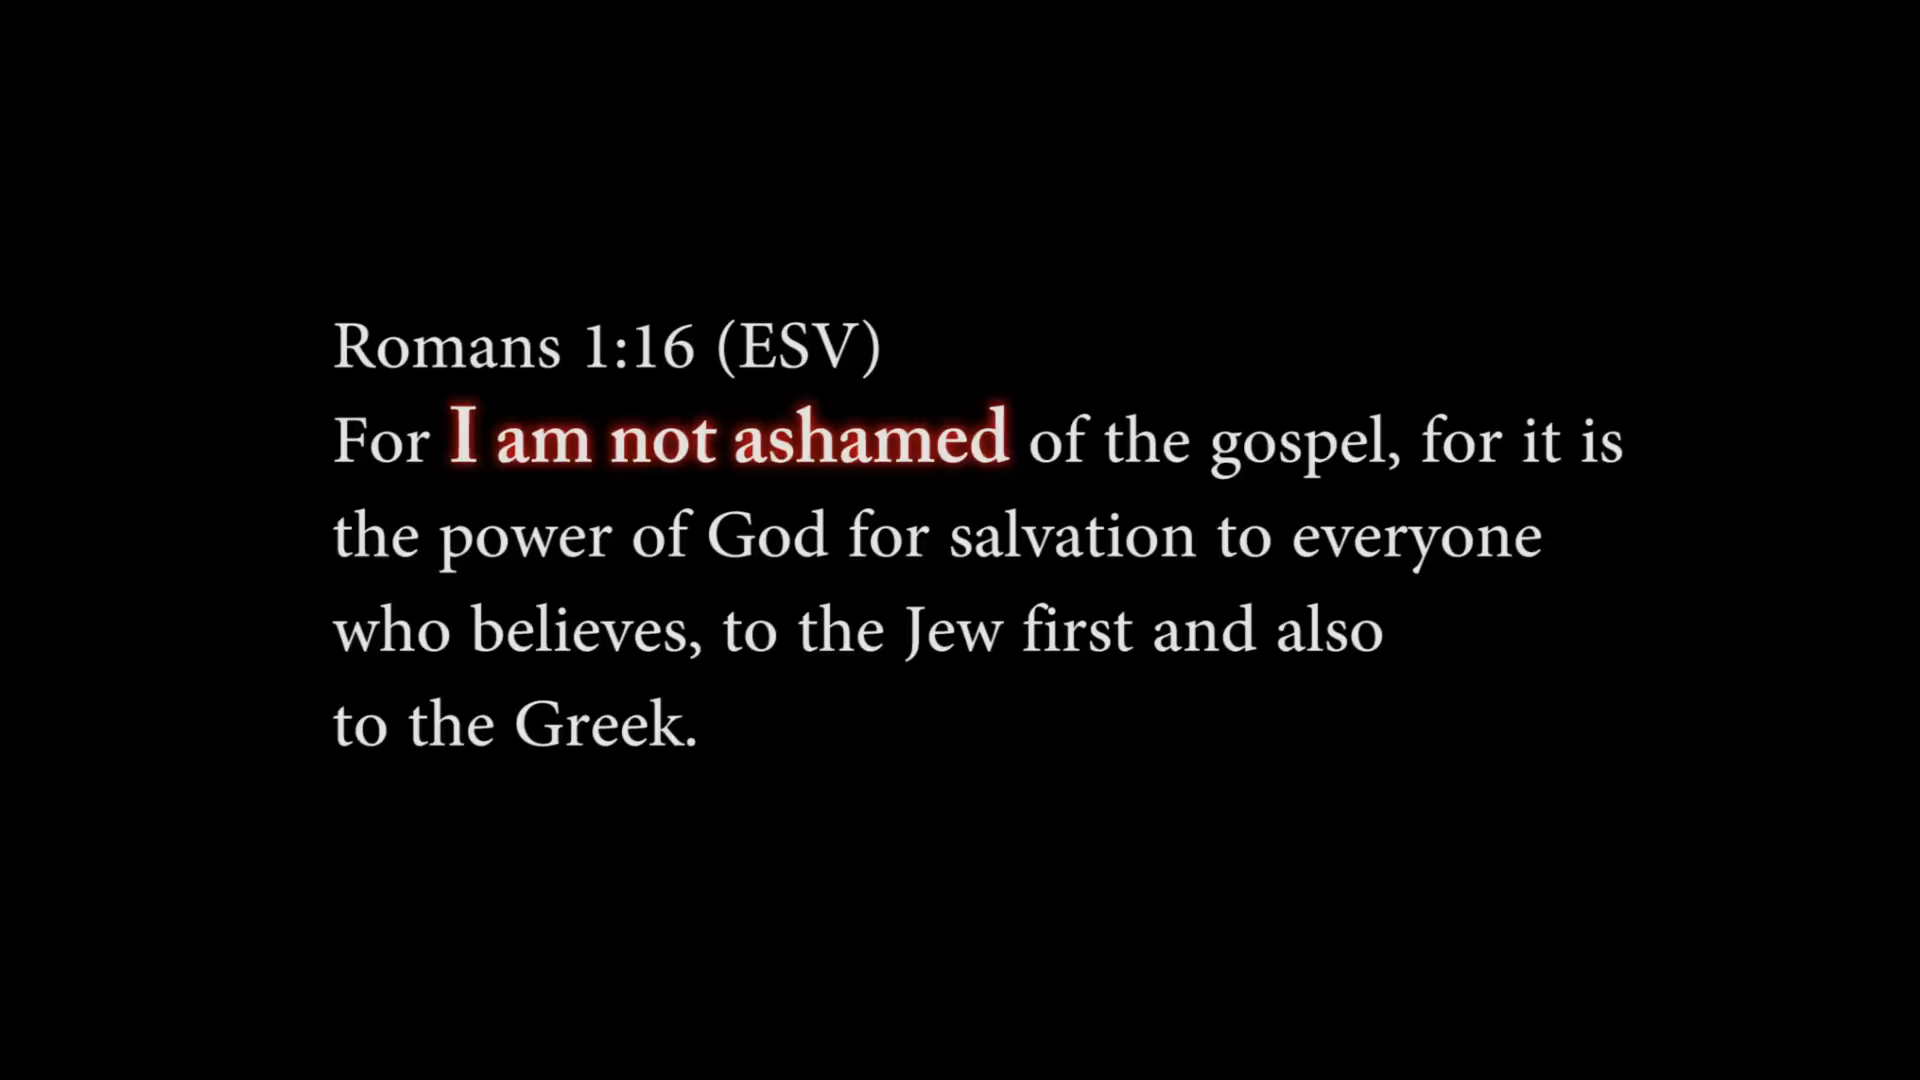 Romans 1:16 (ESV)
For I am not ashamed of the gospel, for it is
the power of God for salvation to everyone
who believes, to the Jew first and also
to the Greek.